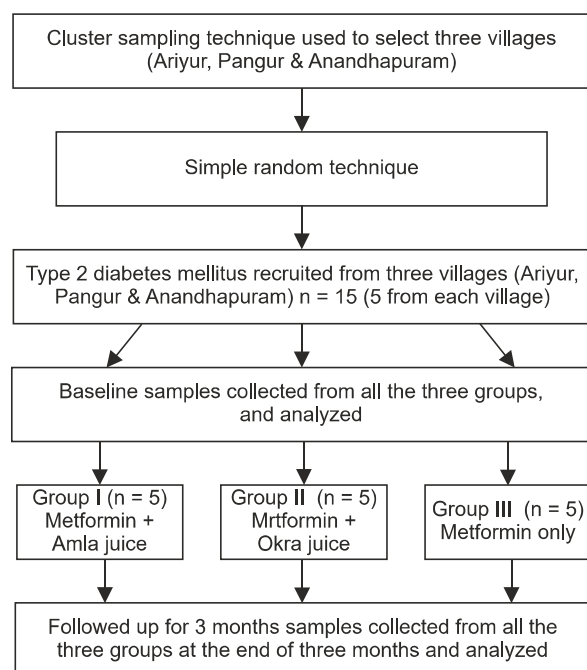 Cluster sampling technique used to select three villages
(Ariyur, Pangur & Anandhapuram)
Simple random technique
Type 2 diabetes mellitus recruited from three villages (Ariyur,
Pangur & Anandhapuram) n = 15 (5 from each village)
Baseline samples collected from all the three groups,
and analyzed
Group I (n = 5)
Metformin +
Amla juice
Group II (n = 5)
Mrtformin +
Okra juice
Group III (n = 5)
Metformin only
Followed up for 3 months samples collected from all the
three groups at the end of three months and analyzed